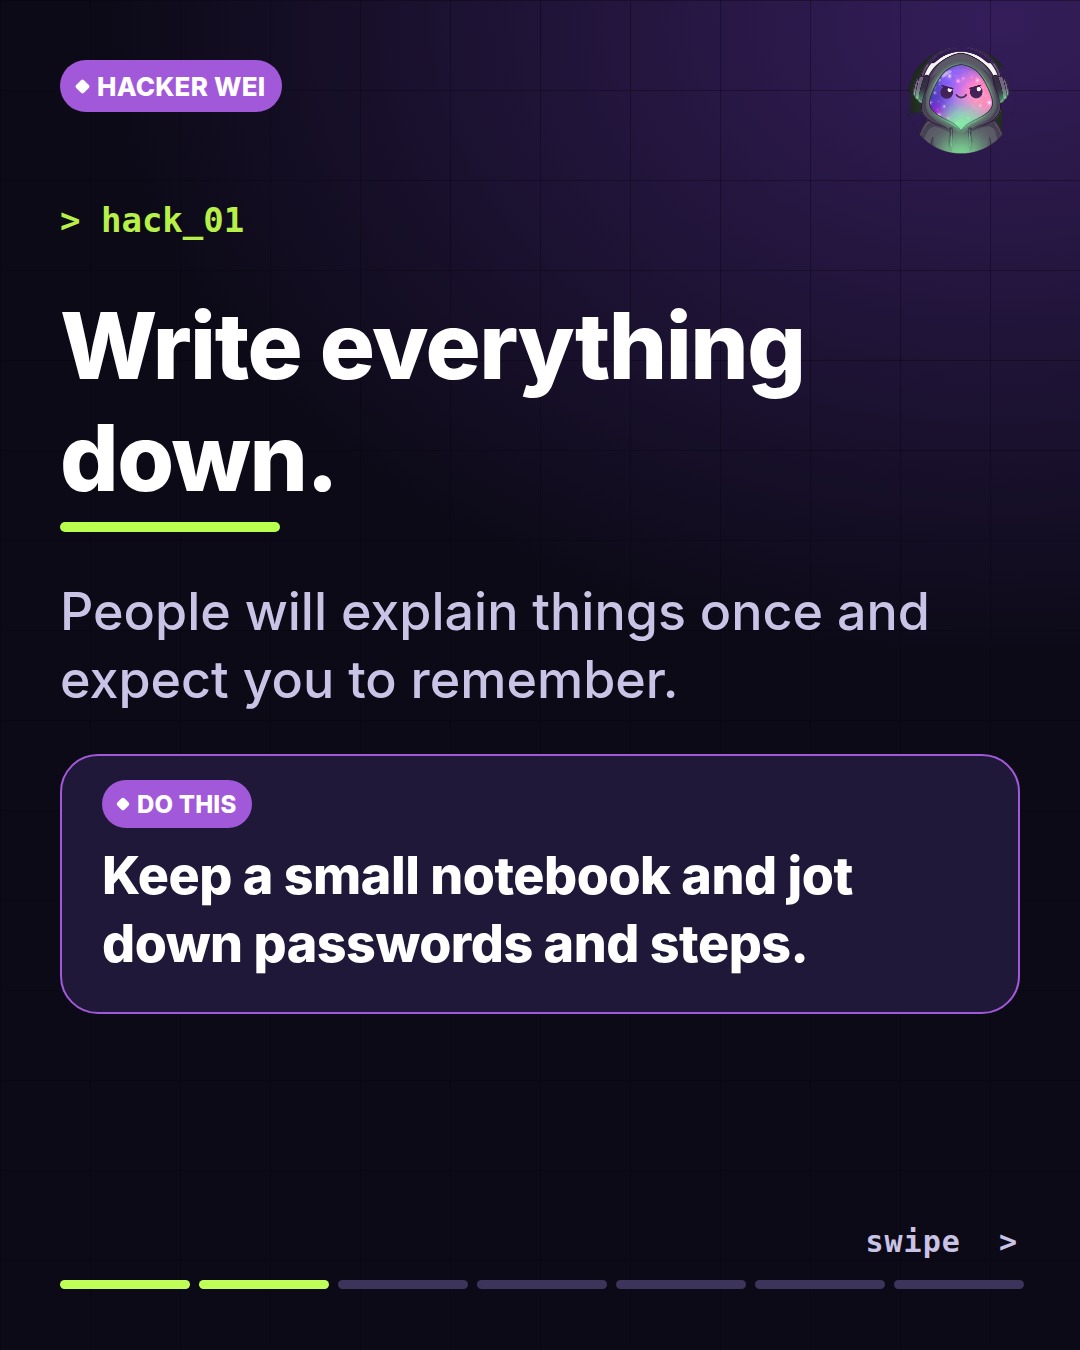 HACKER WEI
> hack_01
Write everything
down.
People will explain things once and
expect you to remember.
DO THIS
Keep a small notebook and jot
down passwords and steps.
swipe >